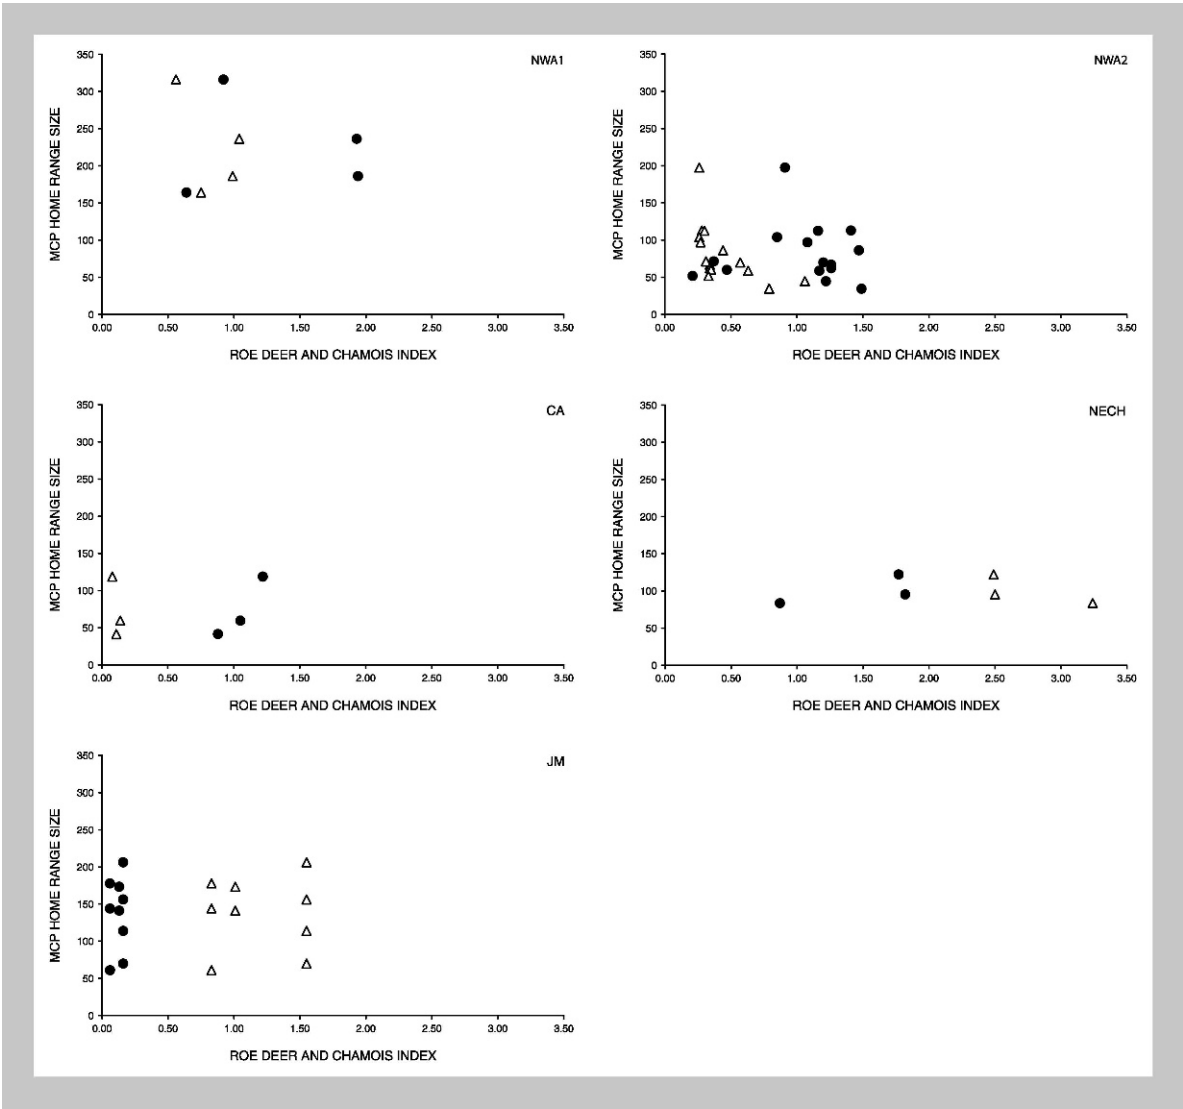 NWA1
MCP HOME RANGE SIZE
350
300
250
200
150
100
50
0
0.00 0.50 1.00 1.50 2.00 2.50 3.00 3.50
ROE DEER AND CHAMOIS INDEX
NWA2
MCP HOME RANGE SIZE
350
300
250
200
150
100
50
0
0.00 0.50 1.00 1.50 2.00 2.50 3.00 3.50
ROE DEER AND CHAMOIS INDEX
CA
MCP HOME RANGE SIZE
350
300
250
200
150
100
50
0
0.00 0.50 1.00 1.50 2.00 2.50 3.00 3.50
ROE DEER AND CHAMOIS INDEX
NECH
MCP HOME RANGE SIZE
350
300
250
200
150
100
50
0
0.00 0.50 1.00 1.50 2.00 2.50 3.00 3.50
ROE DEER AND CHAMOIS INDEX
JM
MCP HOME RANGE SIZE
350
300
250
200
150
100
50
0
0.00 0.50 1.00 1.50 2.00 2.50 3.00 3.50
ROE DEER AND CHAMOIS INDEX